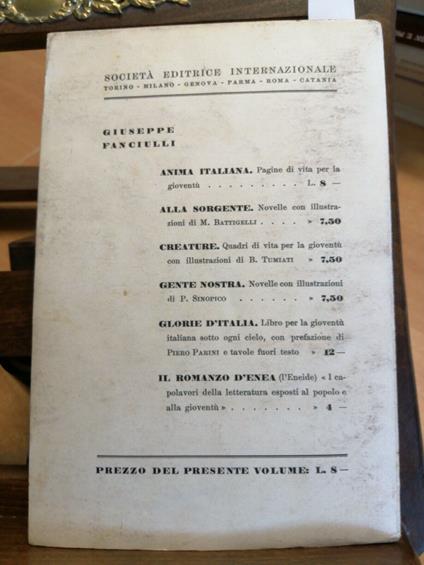 SOCIETÀ EDITRICE INTERNAZIONALE
TORINO - MILANO - GENOVA - PARMA - ROMA - CATANIA
GIUSEPPE
FANCIULLI
ANIMA ITALIANA. Pagine di vita per la
gioventù . . . . . . . . . L. 8 —
ALLA SORGENTE. Novelle con illustra-
zioni di M. BATTIGELLI . . . . » 7,50
CREATURE. Quadri di vita per la gioventù
con illustrazioni di B. TUMIATI » 7,50
GENTE NOSTRA. Novelle con illustrazioni
di P. SINOPICO . . . . . . » 7,50
GLORIE D'ITALIA. Libro per la gioventù
italiana sotto ogni cielo, con prefazione di
PIERO PARINI e tavole fuori testo » 12 —
IL ROMANZO D'ENEA (l'Eneide) « I ca-
polavori della letteratura esposti al popolo e
alla gioventù » . . . . . . . » 4 —
PREZZO DEL PRESENTE VOLUME: L. 8 —